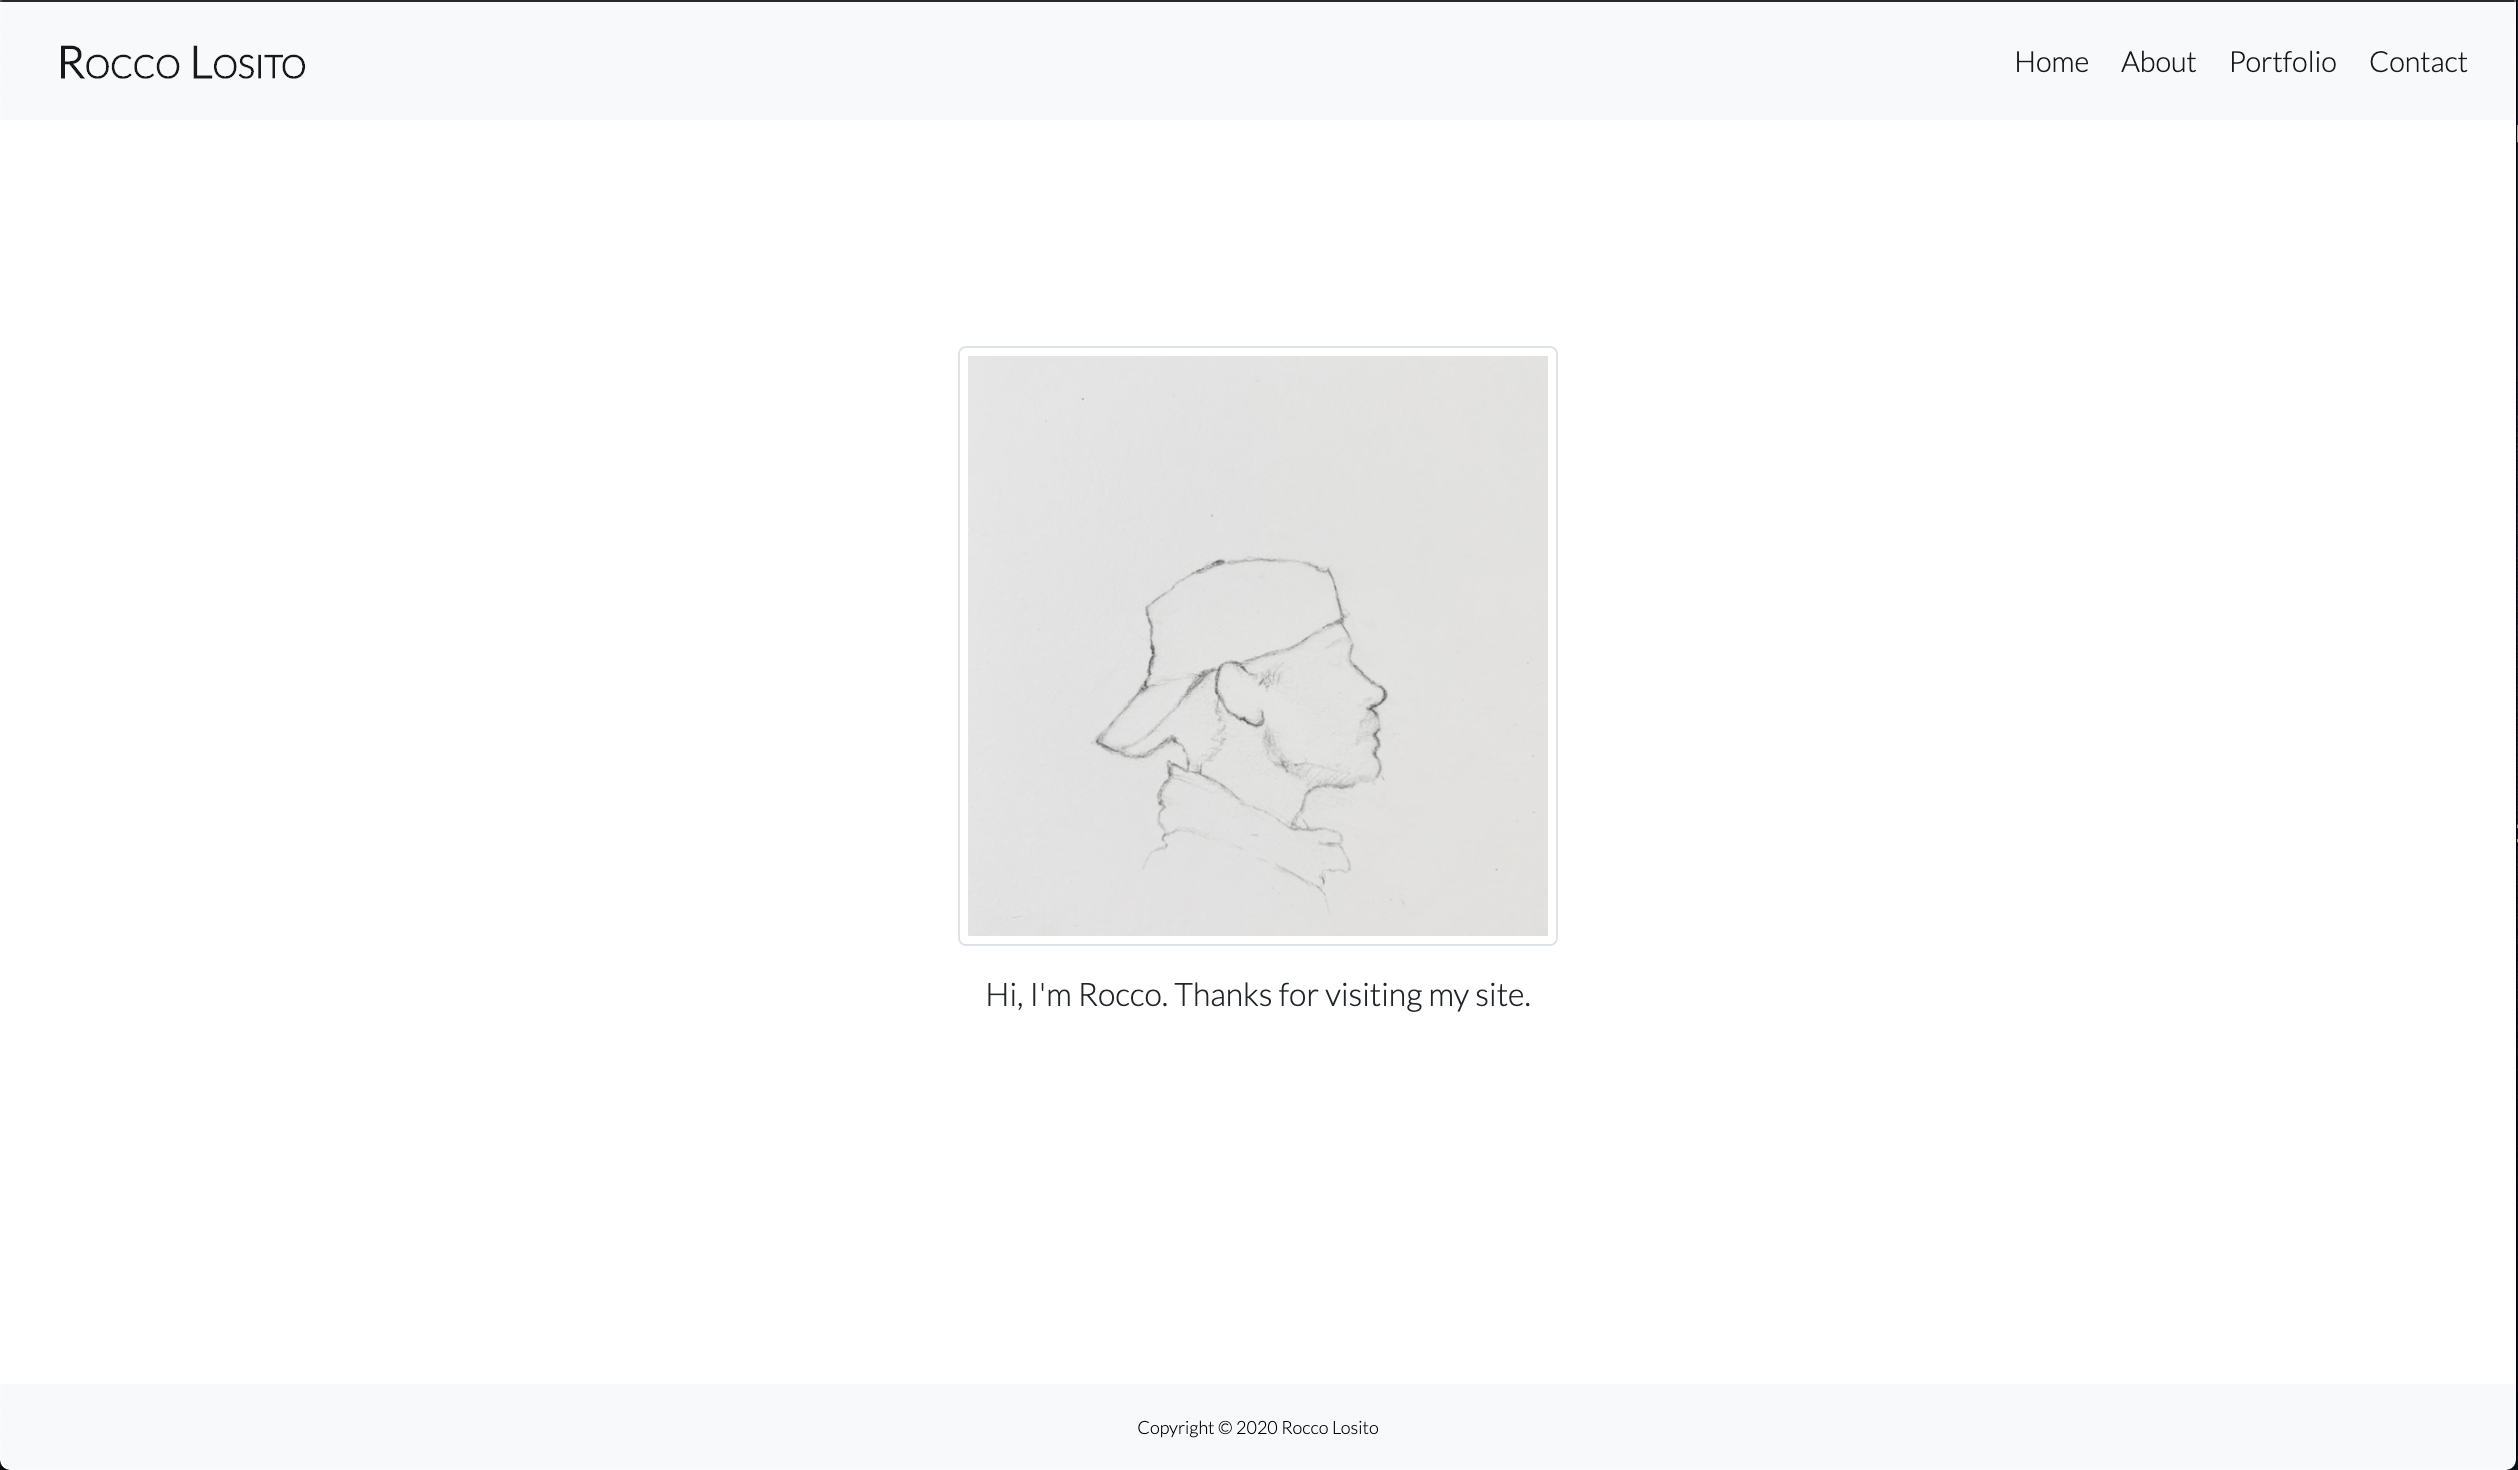 Rocco Losito
Home About Portfolio Contact
Hi, I'm Rocco. Thanks for visiting my site.
Copyright © 2020 Rocco Losito